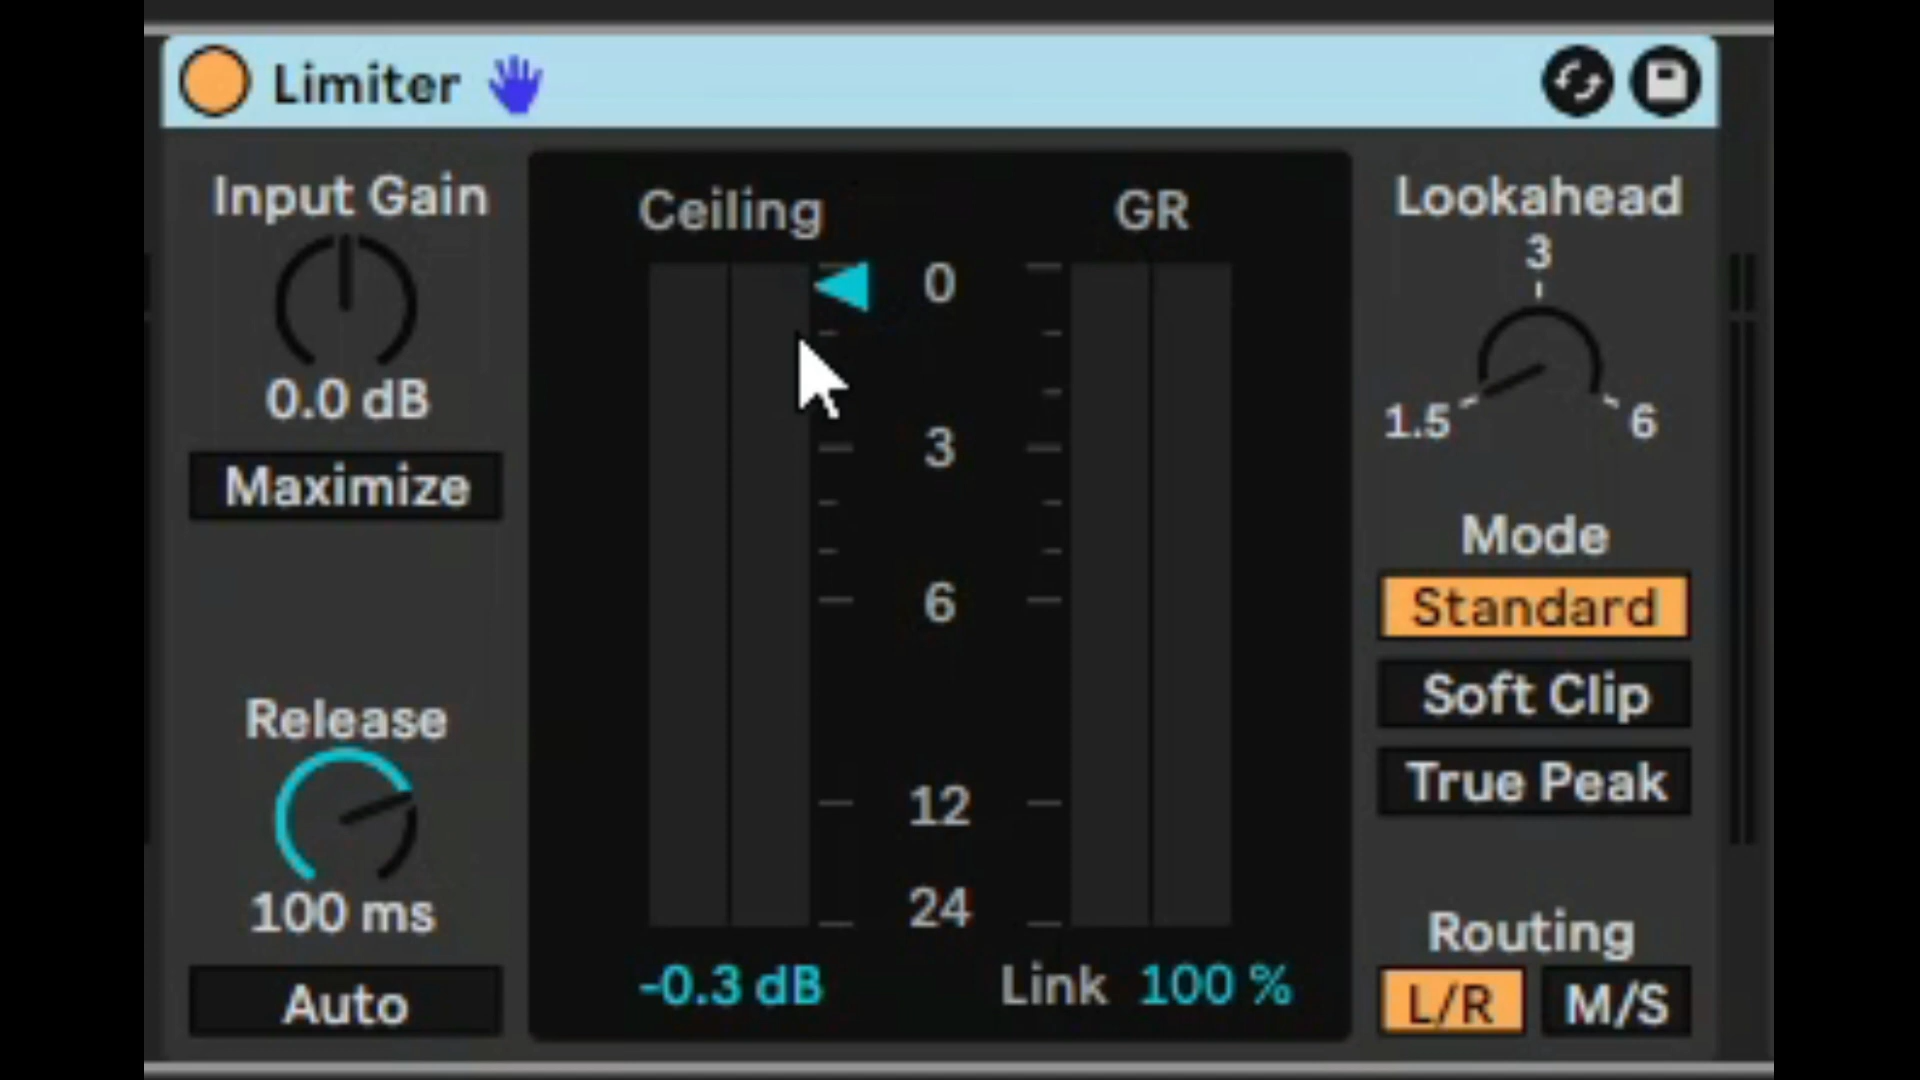 Limiter
Input Gain
0.0 dB
Maximize
Release
100 ms
Auto
Ceiling
GR
0
3
6
12
24
-0.3 dB
Link 100 %
Lookahead
3
1.5
6
Mode
Standard
Soft Clip
True Peak
Routing
L/R
M/S